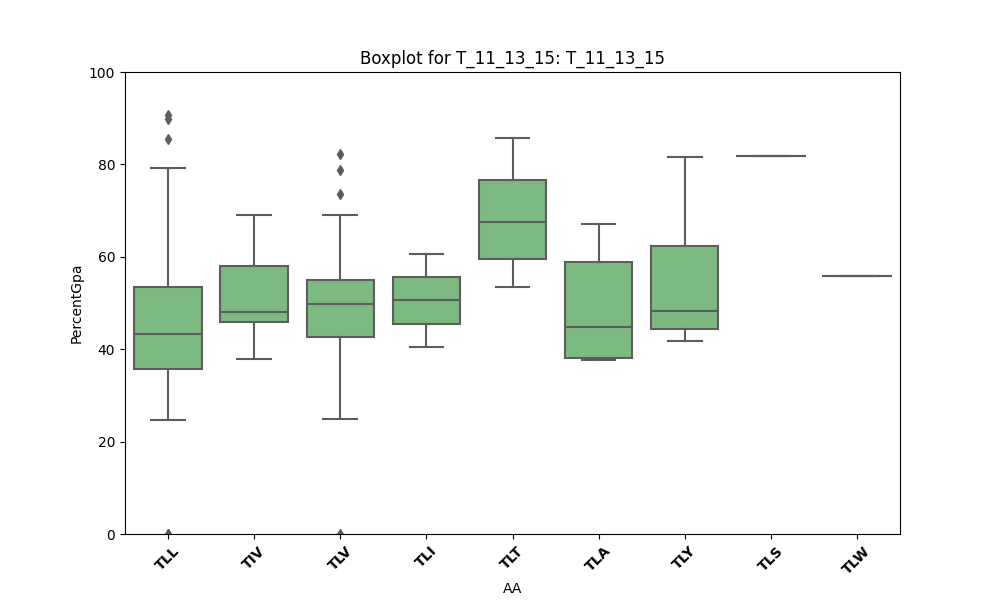 Boxplot for T_11_13_15: T_11_13_15
100
80
60
40
20
0
PercentGpa
TLL
TIV
TLV
TLI
TLT
TLA
TLY
TLS
TLW
AA